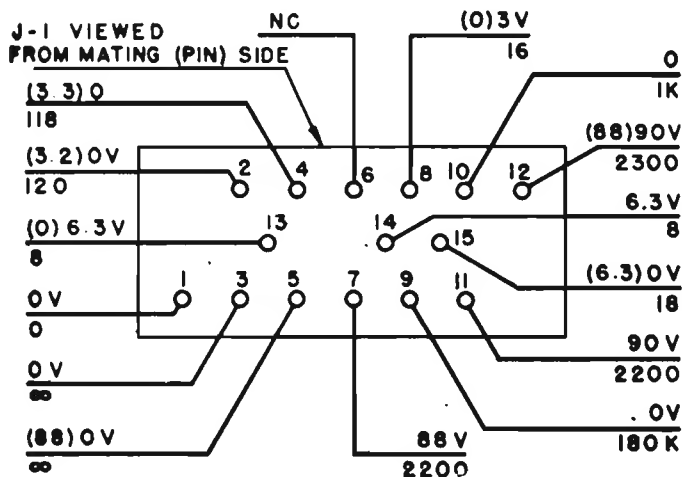 J-1 VIEWED
FROM MATING (PIN) SIDE
NC
(0)3V
16
0
1K
(3.3)0
118
(88)90V
2300
(3.2)0V
120
2
4
6
8
10
12
6.3V
8
(0)6.3V
8
13
14
15
(6.3)0V
18
0V
0
1
3
5
7
9
11
90V
2200
0V
∞
(88)0V
∞
88V
2200
0V
180K